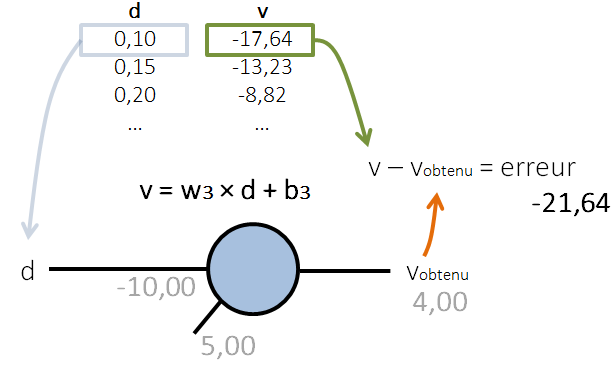 d v
0,10 -17,64
0,15 -13,23
0,20 -8,82
... ...
v – vobtenu = erreur
-21,64
v = w3 × d + b3
d
vobtenu
-10,00
4,00
5,00